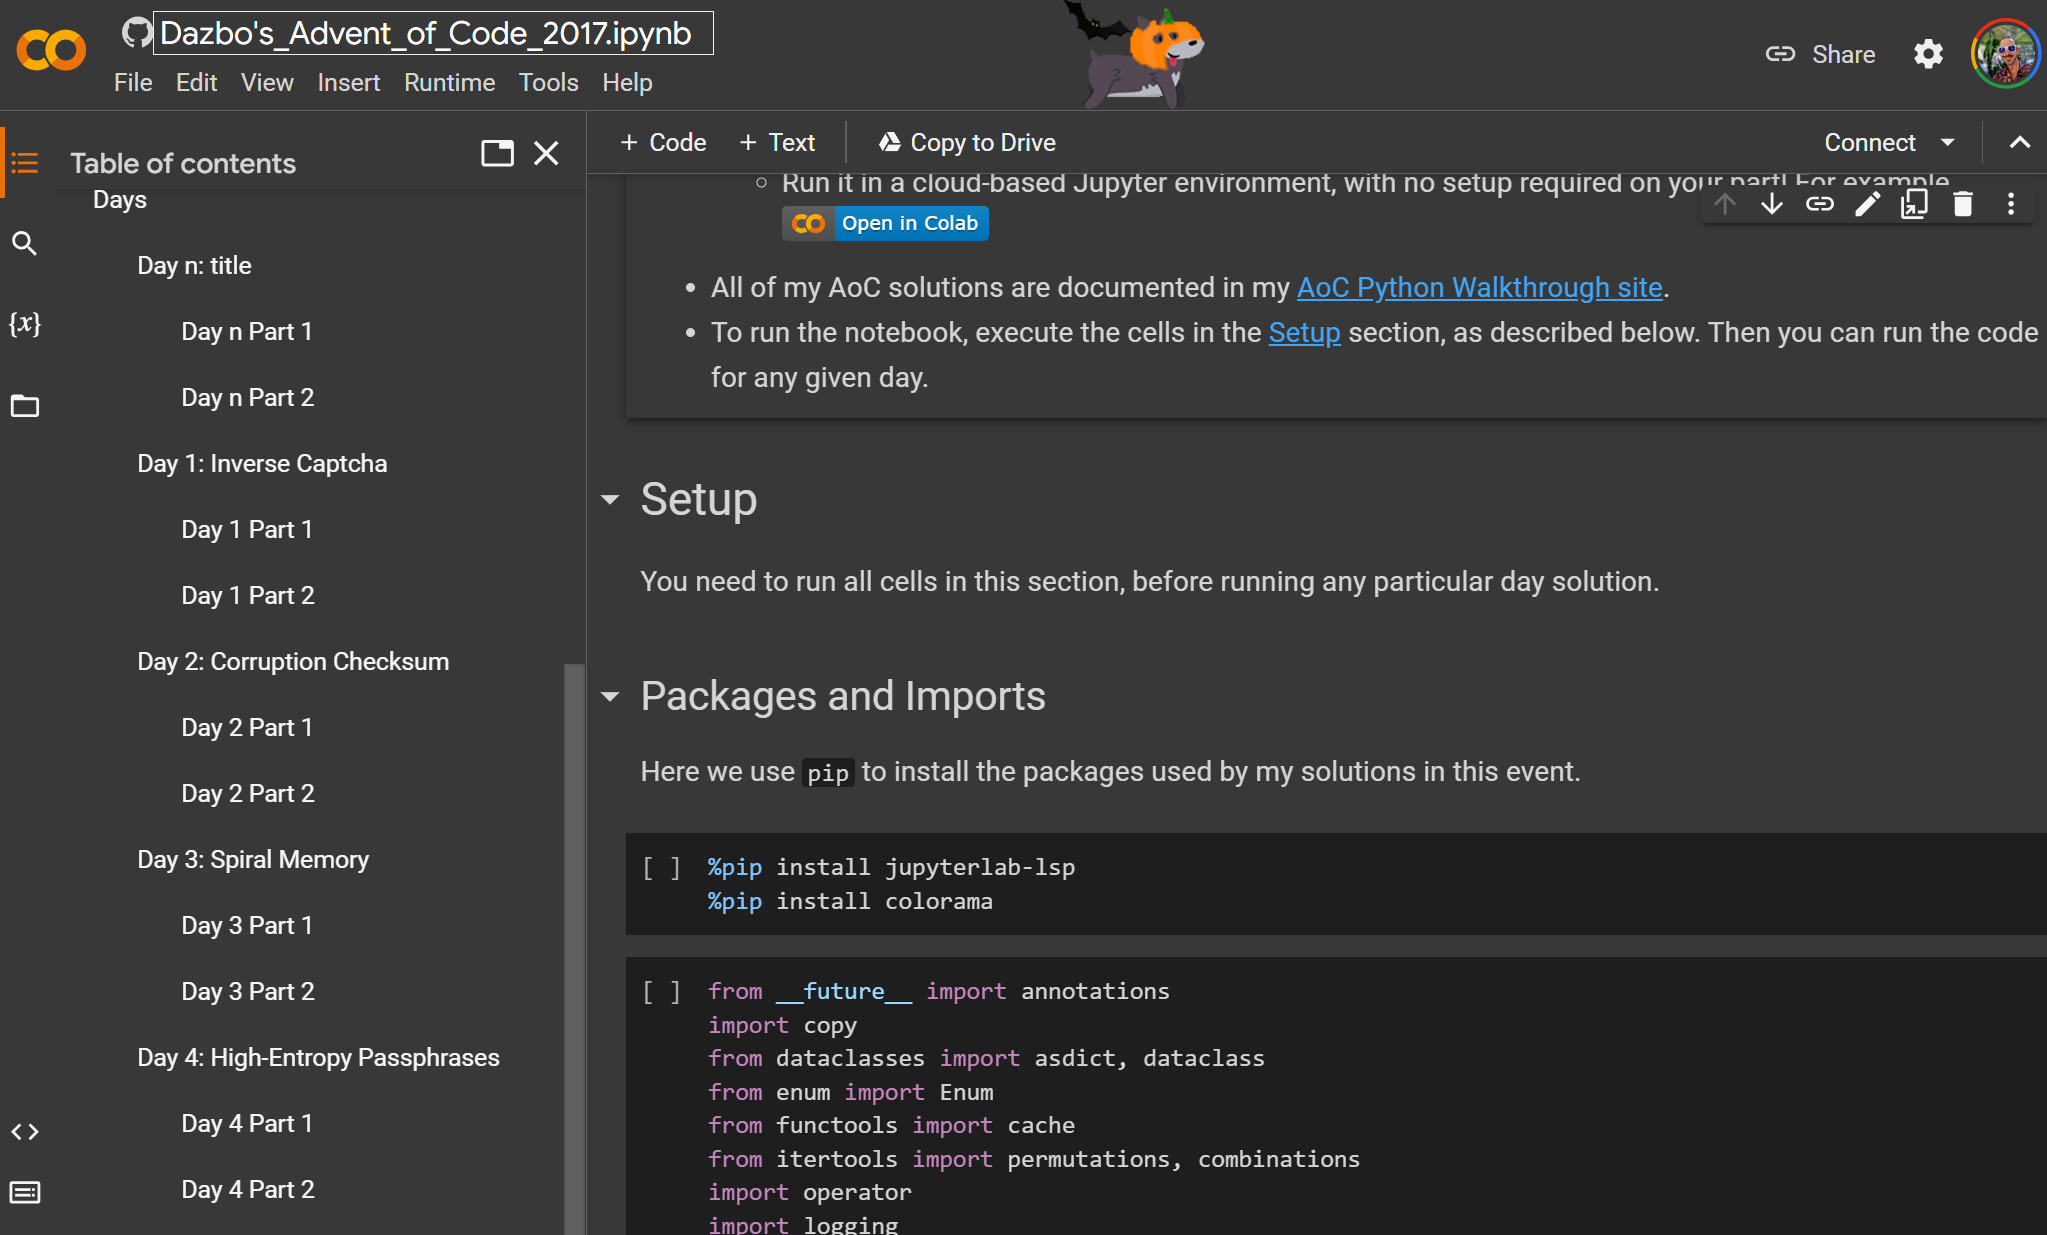 Dazbo's_Advent_of_Code_2017.ipynb
File Edit View Insert Runtime Tools Help
Share
Table of contents
Days
Day n: title
Day n Part 1
Day n Part 2
Day 1: Inverse Captcha
Day 1 Part 1
Day 1 Part 2
Day 2: Corruption Checksum
Day 2 Part 1
Day 2 Part 2
Day 3: Spiral Memory
Day 3 Part 1
Day 3 Part 2
Day 4: High-Entropy Passphrases
Day 4 Part 1
Day 4 Part 2
+ Code + Text Copy to Drive
Connect
Run it in a cloud-based Jupyter environment, with no setup required on your part! For example
Open in Colab
• All of my AoC solutions are documented in my AoC Python Walkthrough site.
• To run the notebook, execute the cells in the Setup section, as described below. Then you can run the code
for any given day.
Setup
You need to run all cells in this section, before running any particular day solution.
Packages and Imports
Here we use pip to install the packages used by my solutions in this event.
[ ] %pip install jupyterlab-lsp
%pip install colorama
[ ] from __future__ import annotations
import copy
from dataclasses import asdict, dataclass
from enum import Enum
from functools import cache
from itertools import permutations, combinations
import operator
import logging